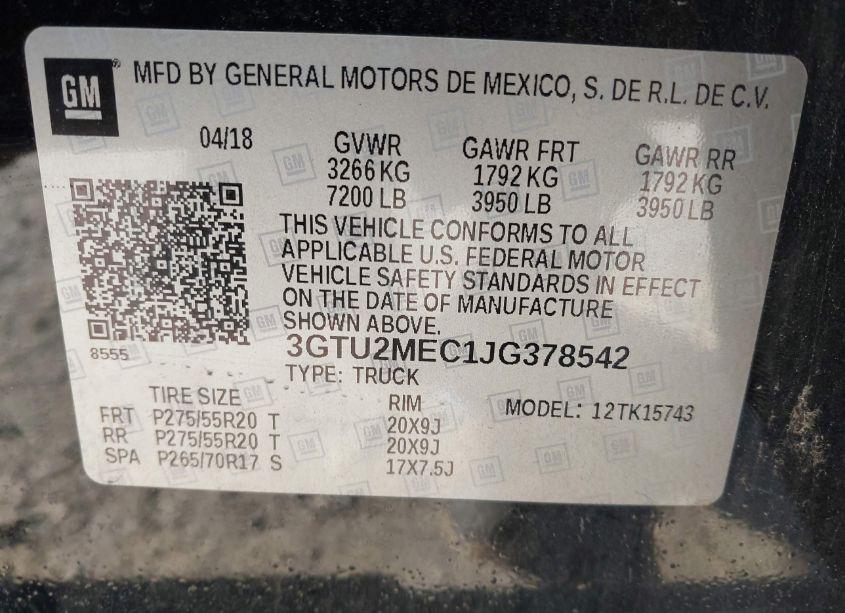 GM
MFD BY GENERAL MOTORS DE MEXICO, S. DE R.L. DE C.V.
04/18 GVWR GAWR FRT GAWR RR
3266 KG 1792 KG 1792 KG
7200 LB 3950 LB 3950 LB
THIS VEHICLE CONFORMS TO ALL
APPLICABLE U.S. FEDERAL MOTOR
VEHICLE SAFETY STANDARDS IN EFFECT
ON THE DATE OF MANUFACTURE
SHOWN ABOVE.
8555
3GTU2MEC1JG378542
TYPE: TRUCK
TIRE SIZE RIM MODEL: 12TK15743
FRT P275/55R20 T 20X9J
RR P275/55R20 T 20X9J
SPA P265/70R17 S 17X7.5J